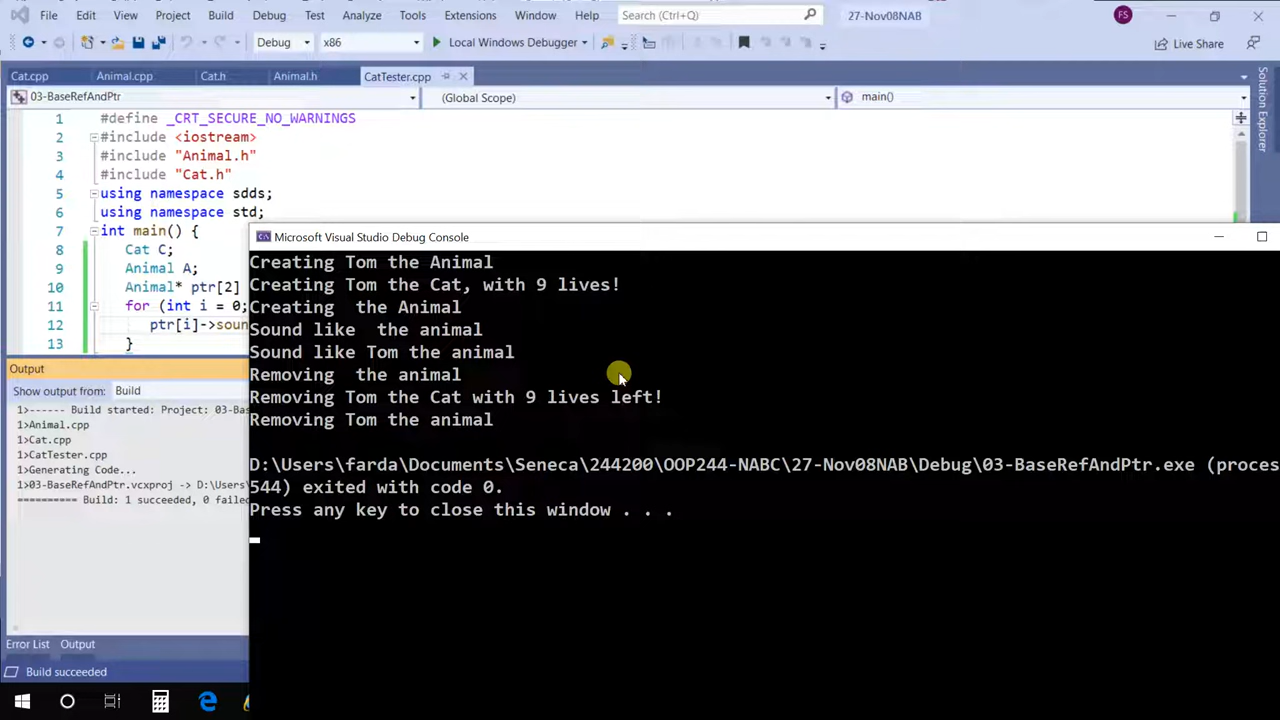 File Edit View Project Build Debug Test Analyze Tools Extensions Window Help Search (Ctrl+Q) 27-Nov08NAB FS
Debug x86 Local Windows Debugger Live Share
Cat.cpp Animal.cpp Cat.h Animal.h CatTester.cpp
03-BaseRefAndPtr (Global Scope) main()
Solution Explorer
1 #define _CRT_SECURE_NO_WARNINGS
2 #include <iostream>
3 #include "Animal.h"
4 #include "Cat.h"
5 using namespace sdds;
6 using namespace std;
7 int main() {
8 Cat C;
9 Animal A;
10 Animal* ptr[2]
11 for (int i = 0;
12 ptr[i]->soun
13 }
Output
Show output from: Build
1>------ Build started: Project: 03-Bas
1>Animal.cpp
1>Cat.cpp
1>CatTester.cpp
1>Generating Code...
1>03-BaseRefAndPtr.vcxproj -> D:\Users\
========== Build: 1 succeeded, 0 failed
Error List Output
Build succeeded
Microsoft Visual Studio Debug Console
Creating Tom the Animal
Creating Tom the Cat, with 9 lives!
Creating  the Animal
Sound like  the animal
Sound like Tom the animal
Removing  the animal
Removing Tom the Cat with 9 lives left!
Removing Tom the animal
D:\Users\farda\Documents\Seneca\244200\OOP244-NABC\27-Nov08NAB\Debug\03-BaseRefAndPtr.exe (proces
544) exited with code 0.
Press any key to close this window . . .